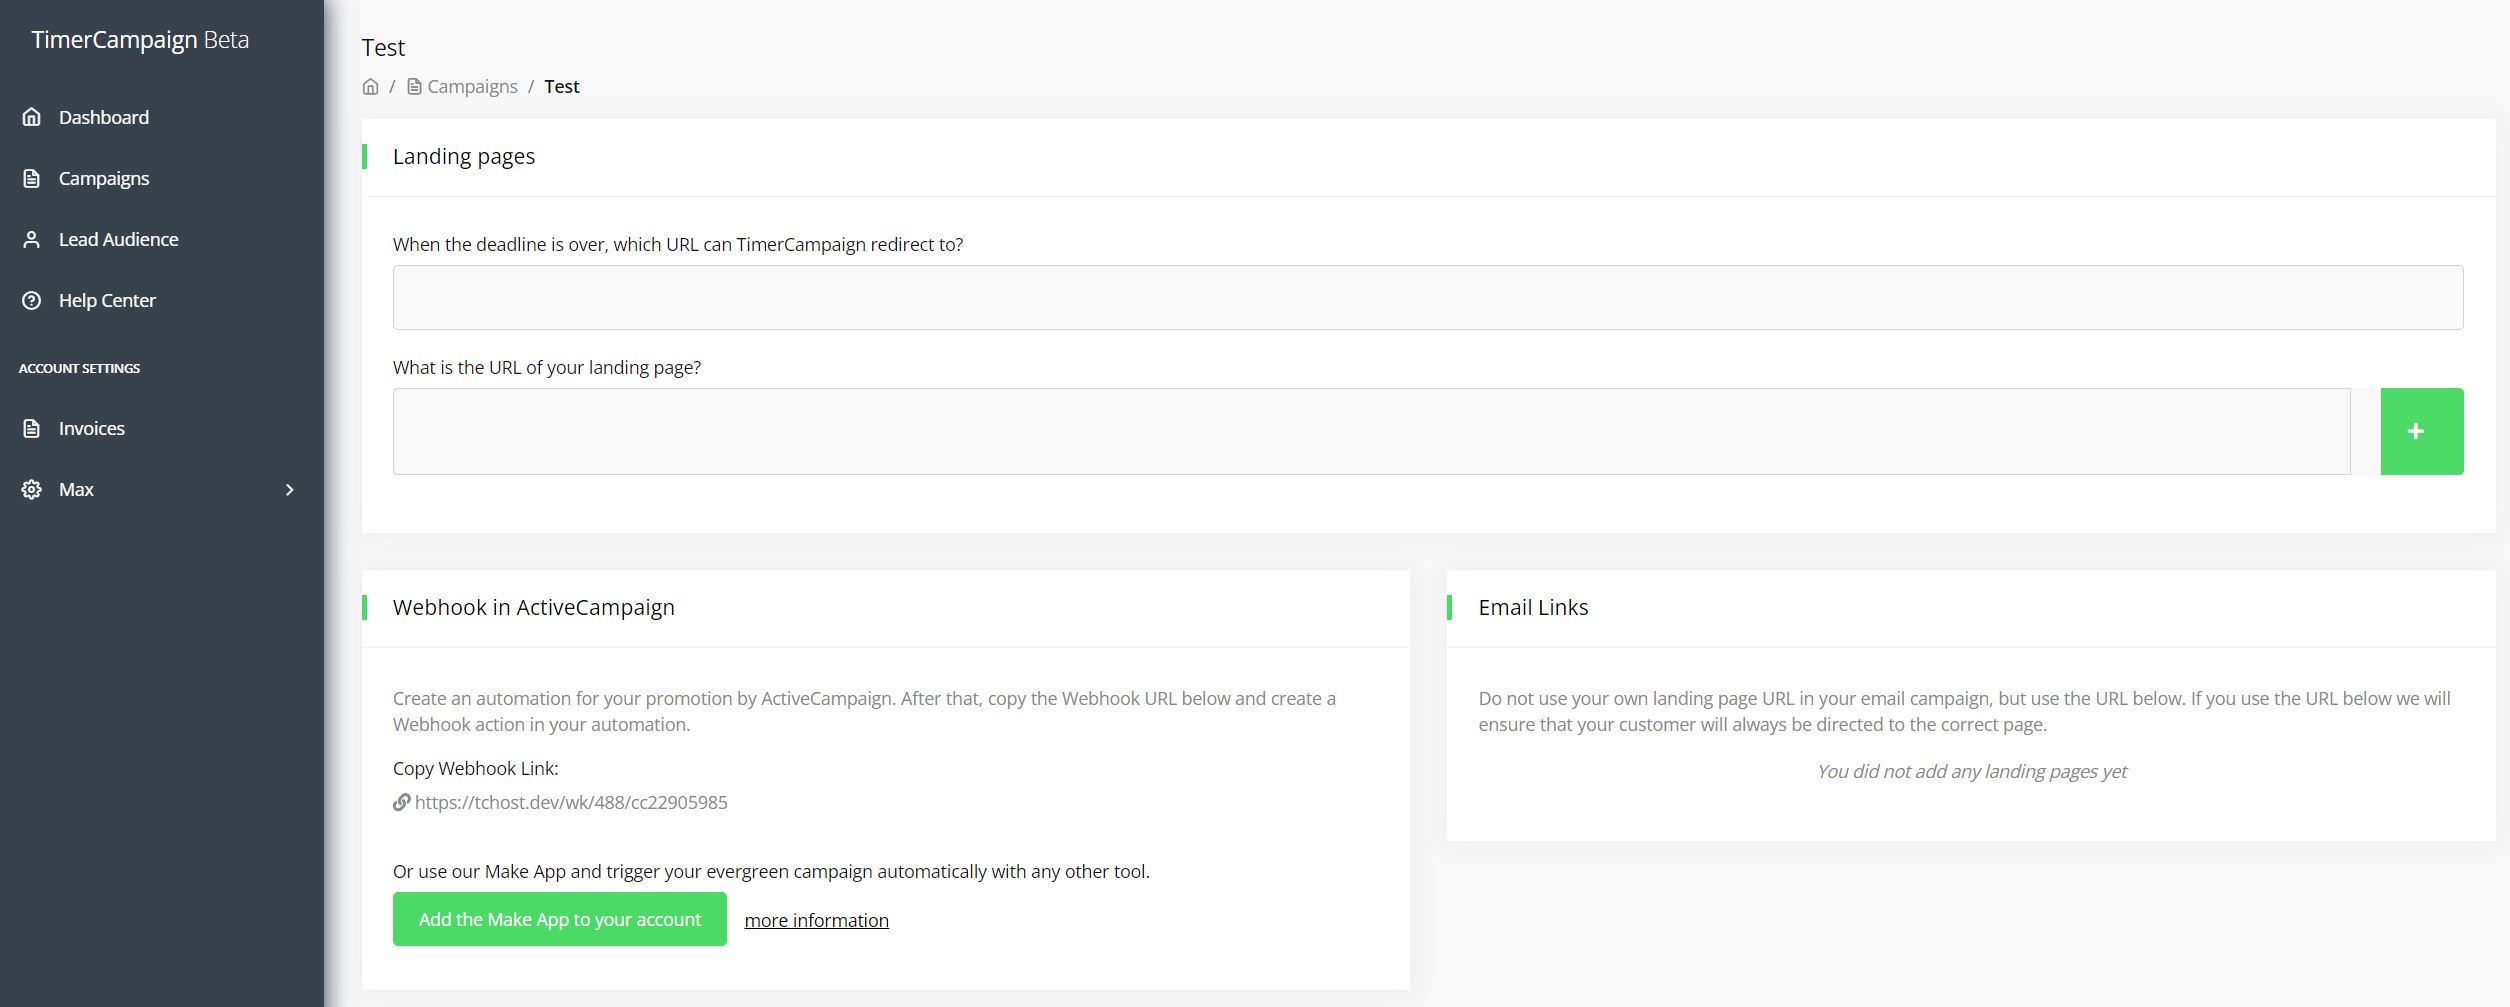 TimerCampaign Beta
Dashboard
Campaigns
Lead Audience
Help Center
ACCOUNT SETTINGS
Invoices
Max
Test
/ Campaigns / Test
Landing pages
When the deadline is over, which URL can TimerCampaign redirect to?
What is the URL of your landing page?
+
Webhook in ActiveCampaign
Create an automation for your promotion by ActiveCampaign. After that, copy the Webhook URL below and create a
Webhook action in your automation.
Copy Webhook Link:
https://tchost.dev/wk/488/cc22905985
Or use our Make App and trigger your evergreen campaign automatically with any other tool.
Add the Make App to your account
more information
Email Links
Do not use your own landing page URL in your email campaign, but use the URL below. If you use the URL below we will
ensure that your customer will always be directed to the correct page.
You did not add any landing pages yet